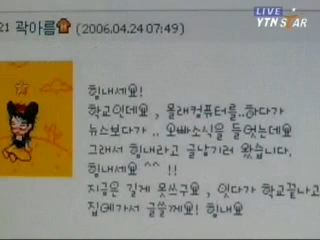 LIVE
YTN STAR
21 곽아름 (2006.04.24 07:49)
힘내세요!
학교인데요 , 몰래컴퓨터를..하다가
뉴스보다가 .. 오빠소식을 들었는데요
그래서 힘내라고 글남기러 왔습니다.
힘내세요 ^^ !!
지금은 길게 못쓰구요 , 잇다가 학교끝나고
집에가서 글쓸께요! 힘내요